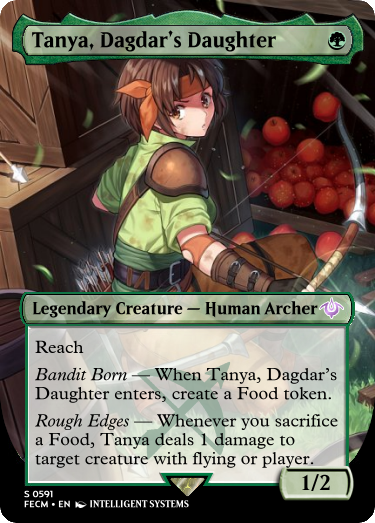 Tanya, Dagdar's Daughter
Legendary Creature — Human Archer
Reach
Bandit Born — When Tanya, Dagdar's
Daughter enters, create a Food token.
Rough Edges — Whenever you sacrifice
a Food, Tanya deals 1 damage to
target creature with flying or player.
1/2
S 0591
FECM • EN INTELLIGENT SYSTEMS